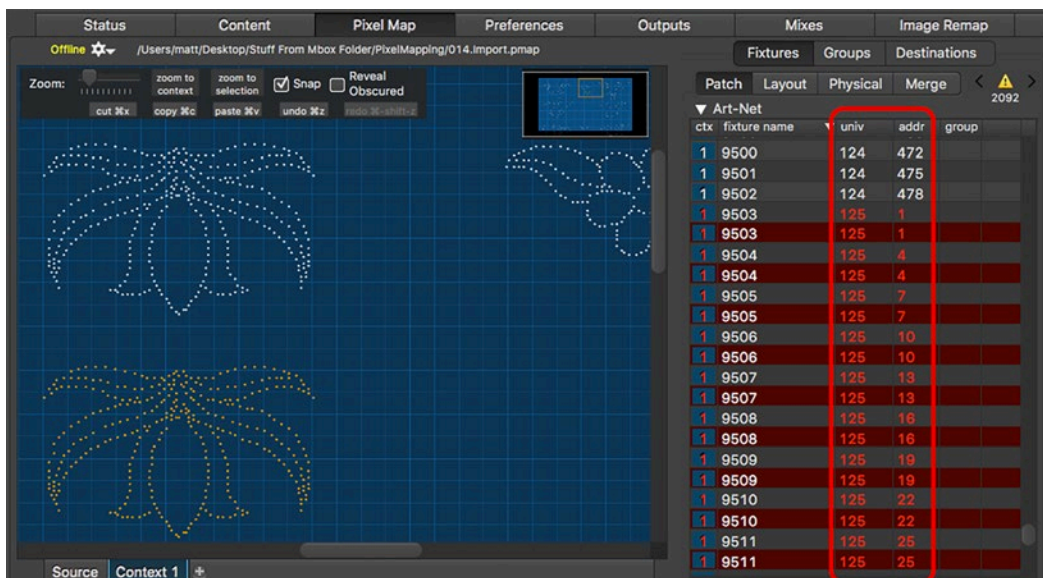 Status Content Pixel Map Preferences Outputs Mixes Image Remap
Offline /Users/matt/Desktop/Stuff From Mbox Folder/PixelMapping/014.import.pmap
Fixtures Groups Destinations
Zoom: zoom to context zoom to selection Snap Reveal Obscured
cut ⌘x copy ⌘c paste ⌘v undo ⌘z redo ⌘-shift-z
Patch Layout Physical Merge < >
2092
▼ Art-Net
ctx fixture name univ addr group
1 9500 124 472
1 9501 124 475
1 9502 124 478
1 9503 125 1
1 9503 125 1
1 9504 125 4
1 9504 125 4
1 9505 125 7
1 9505 125 7
1 9506 125 10
1 9506 125 10
1 9507 125 13
1 9507 125 13
1 9508 125 16
1 9508 125 16
1 9509 125 19
1 9509 125 19
1 9510 125 22
1 9510 125 22
1 9511 125 25
1 9511 125 25
Source Context 1 +